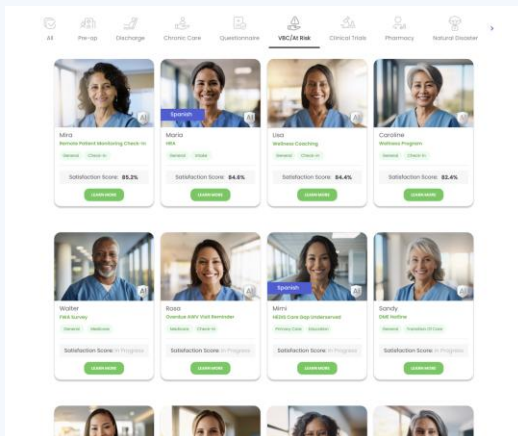 All Pre-op Discharge Chronic Care Questionnaire VBC/At Risk Clinical Trials Pharmacy Natural Disaster
AI Spanish AI AI AI
Mira Maria Lisa Caroline
Remote Patient Monitoring Check-In HRA Wellness Coaching Wellness Program
General Check-In General Intake General Check-In General Check-In
Satisfaction Score: 85.2% Satisfaction Score: 84.6% Satisfaction Score: 84.4% Satisfaction Score: 82.4%
LEARN MORE LEARN MORE LEARN MORE LEARN MORE
AI AI Spanish AI AI
Walter Rosa Mimi Sandy
Overdue AWV Visit Reminder HEDIS Care Gap Underserved DME Hotline
General Medicare Medicare Check-In Primary Care Education General Transition Of Care
Satisfaction Score: In Progress Satisfaction Score: In Progress Satisfaction Score: In Progress Satisfaction Score: In Progress
LEARN MORE LEARN MORE LEARN MORE LEARN MORE